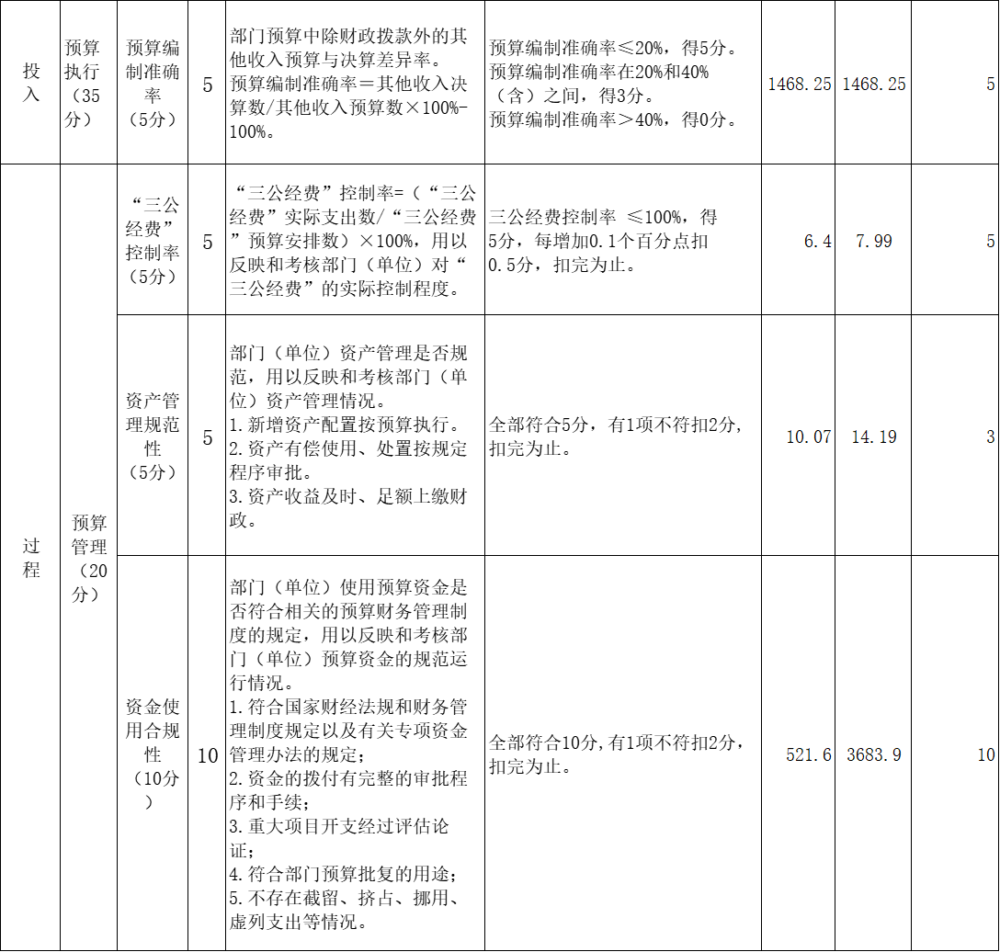 投
入
预算
执行
（35
分）
预算编
制准确
率
（5分）
5
部门预算中除财政拨款外的其
他收入预算与决算差异率。
预算编制准确率＝其他收入决
算数/其他收入预算数×100%-
100%。
预算编制准确率≤20%，得5分。
预算编制准确率在20%和40%
（含）之间，得3分。
预算编制准确率＞40%，得0分。
1468.25
1468.25
5
过
程
预算
管理
（20
分）
“三公
经费”
控制率
（5分）
5
“三公经费”控制率=（“三公
经费”实际支出数/“三公经费
”预算安排数）×100%，用以
反映和考核部门（单位）对“
三公经费”的实际控制程度。
三公经费控制率 ≤100%，得
5分，每增加0.1个百分点扣
0.5分，扣完为止。
6.4
7.99
5
资产管
理规范
性
（5分）
5
部门（单位）资产管理是否规
范，用以反映和考核部门（单
位）资产管理情况。
1.新增资产配置按预算执行。
2.资产有偿使用、处置按规定
程序审批。
3.资产收益及时、足额上缴财
政。
全部符合5分，有1项不符扣2分,
扣完为止。
10.07
14.19
3
资金使
用合规
性
（10分
）
10
部门（单位）使用预算资金是
否符合相关的预算财务管理制
度的规定，用以反映和考核部
门（单位）预算资金的规范运
行情况。
1.符合国家财经法规和财务管
理制度规定以及有关专项资金
管理办法的规定；
2.资金的拨付有完整的审批程
序和手续；
3.重大项目开支经过评估论
证；
4.符合部门预算批复的用途；
5.不存在截留、挤占、挪用、
虚列支出等情况。
全部符合10分,有1项不符扣2分，
扣完为止。
521.6
3683.9
10